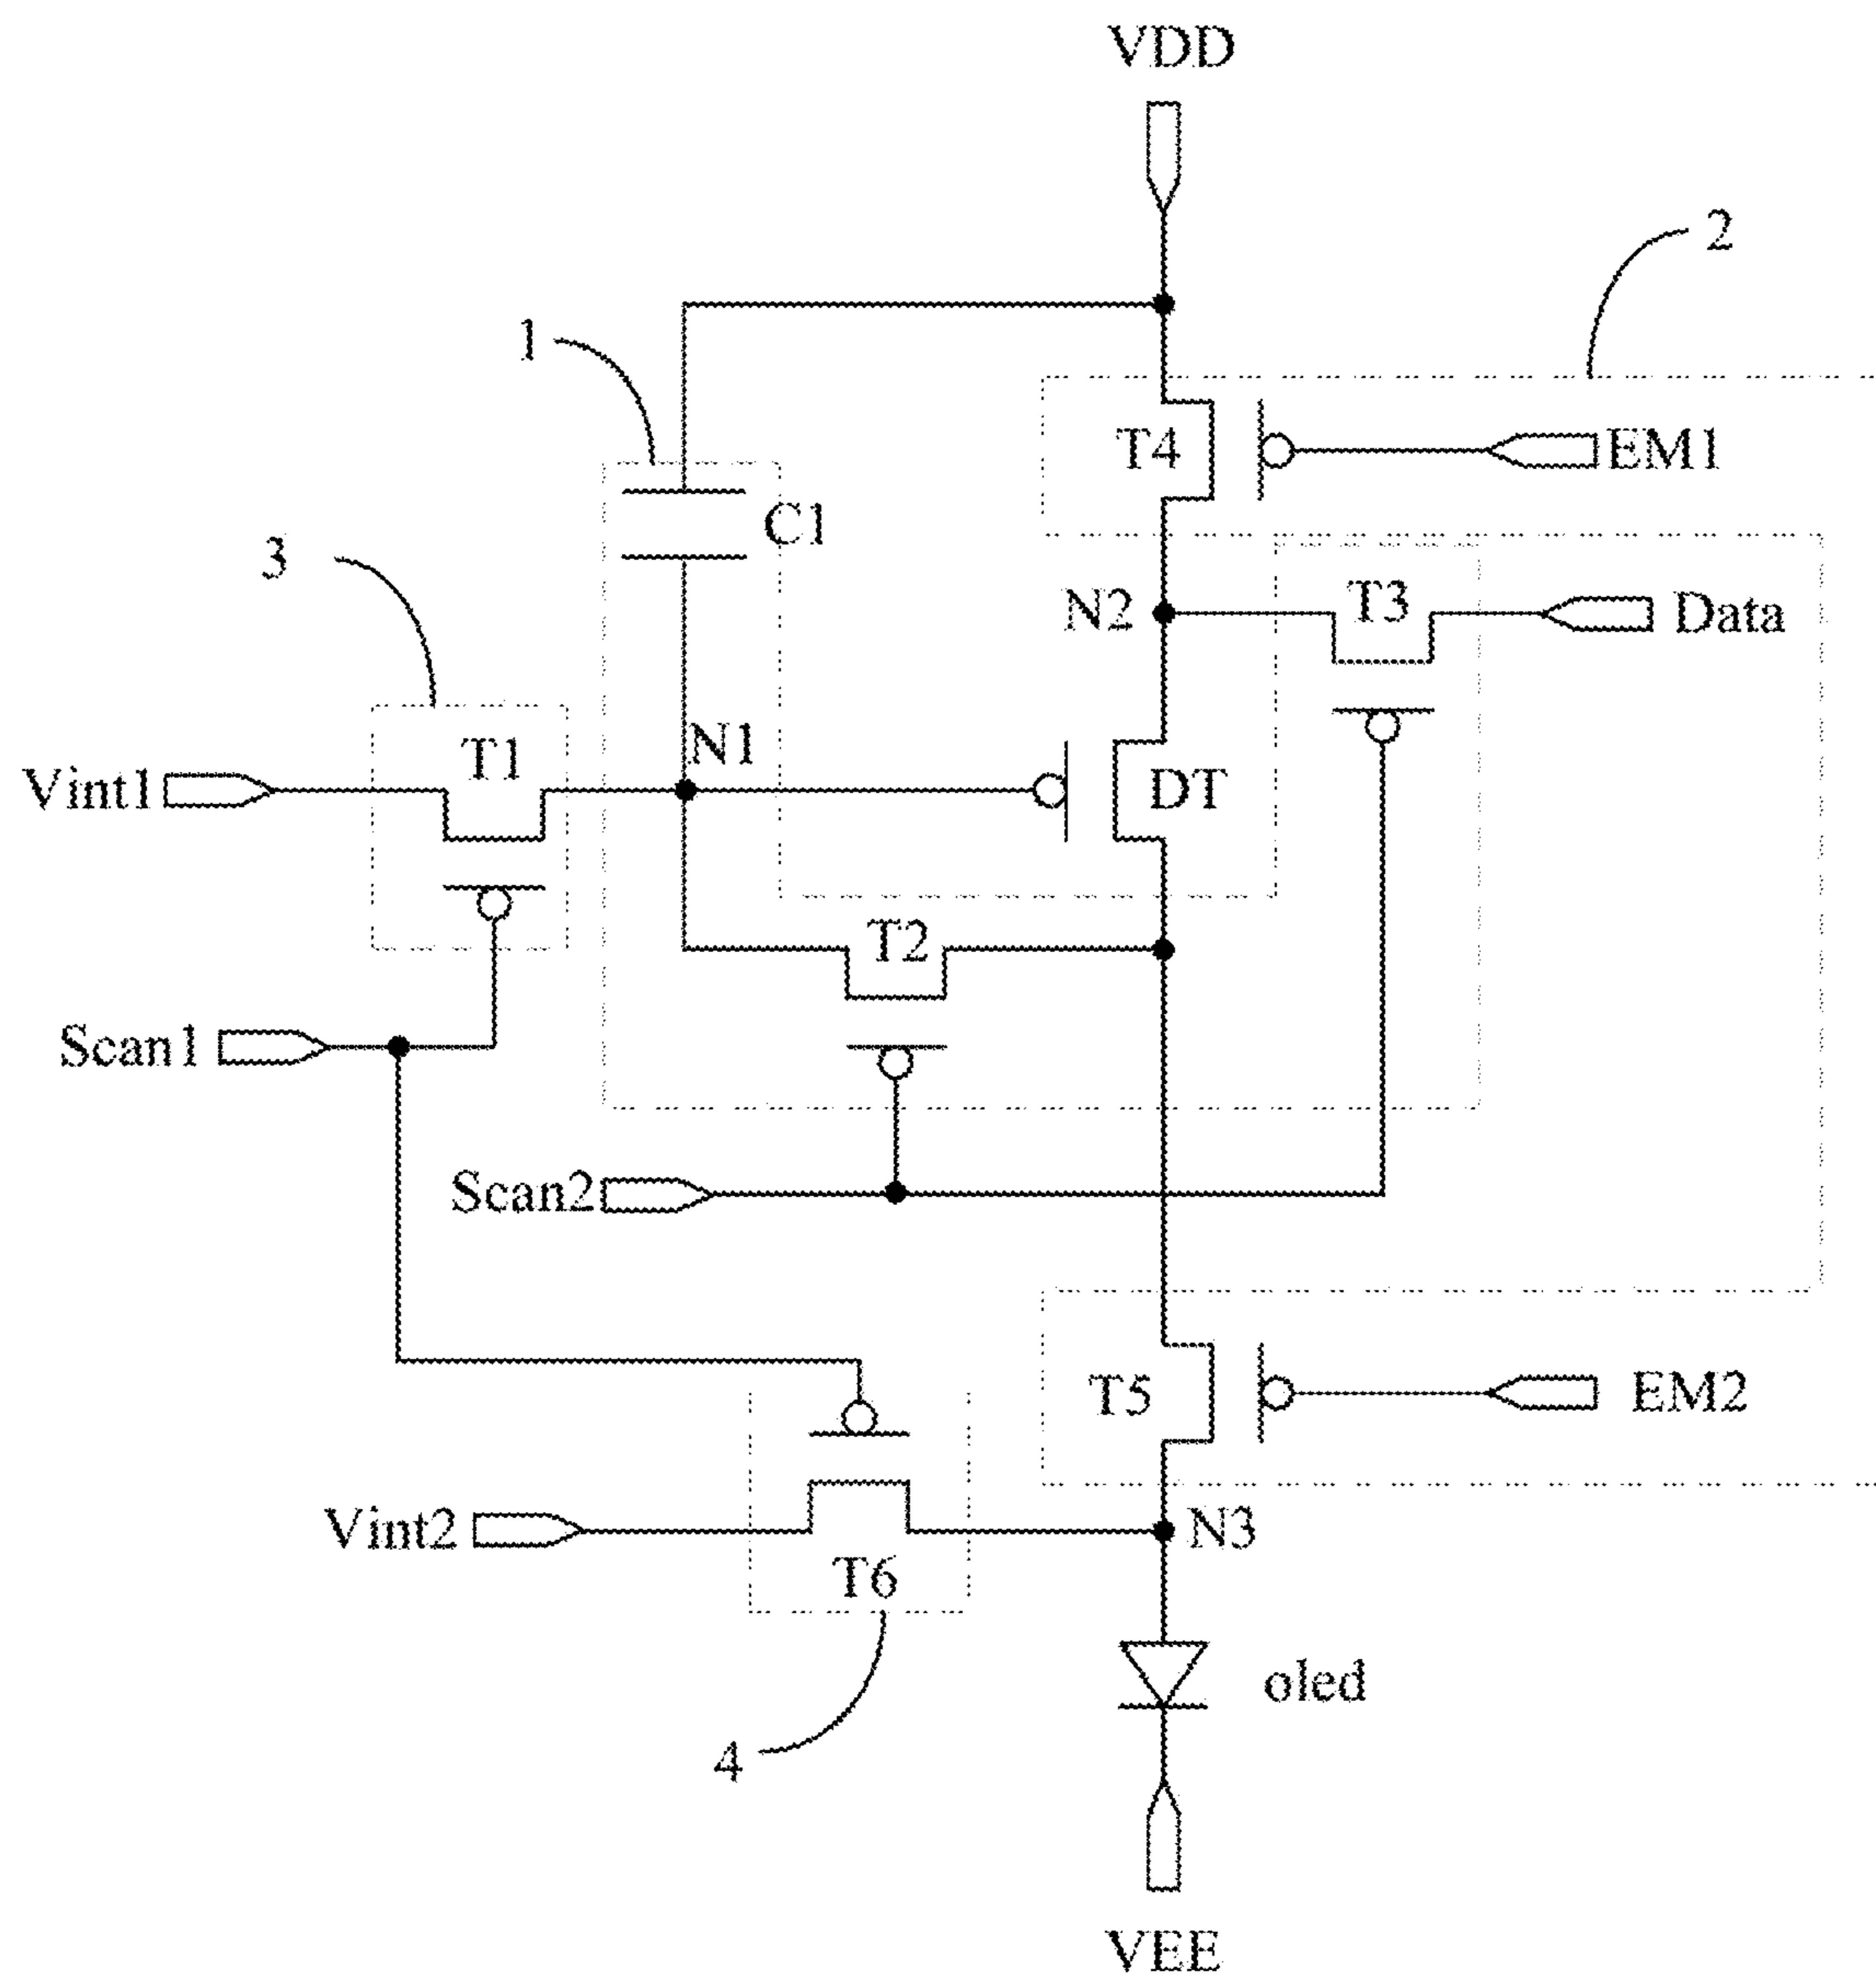 VDD
2
1
T4
EM1
C1
3
N2
T3
Data
N1
T1
Vint1
DT
T2
Scan1
Scan2
T5
EM2
Vint2
N3
T6
oled
4
VEE